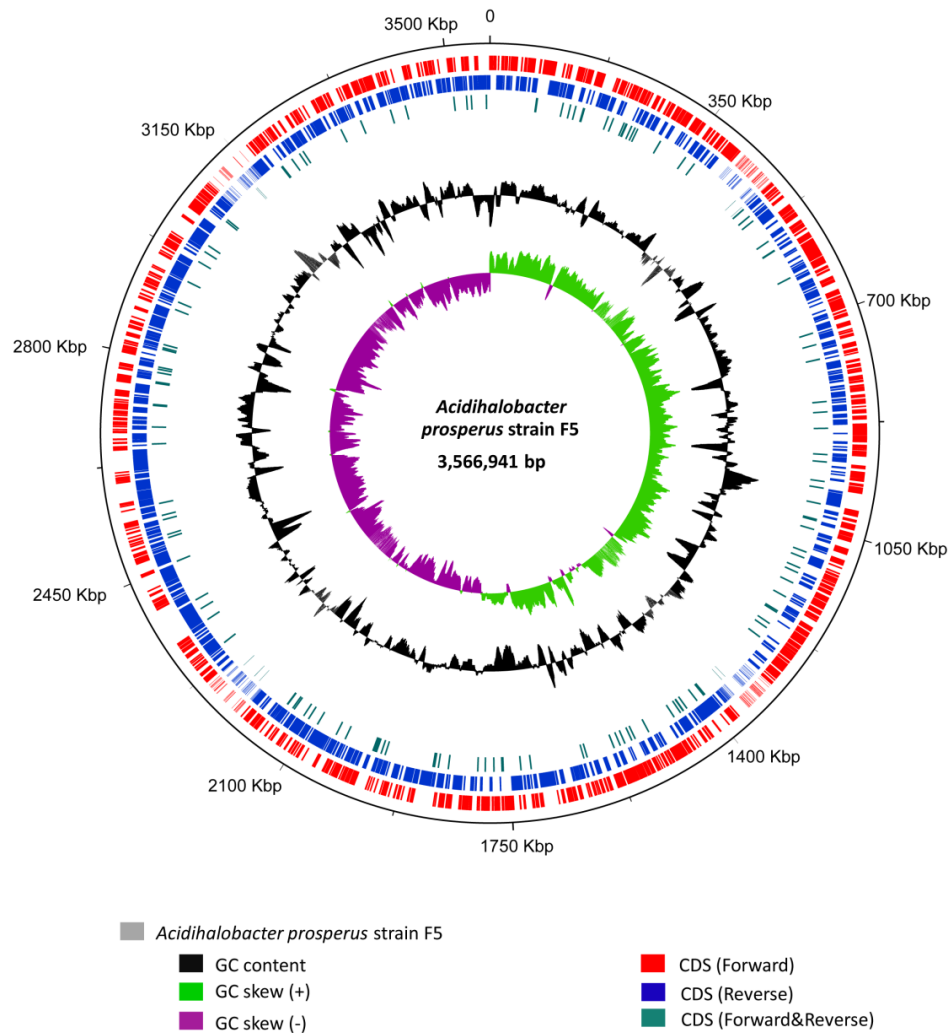 3500 Kbp
0
350 Kbp
3150 Kbp
700 Kbp
2800 Kbp
Acidihalobacter
prosperus strain F5
3,566,941 bp
1050 Kbp
2450 Kbp
1400 Kbp
2100 Kbp
1750 Kbp
Acidihalobacter prosperus strain F5
GC content
GC skew (+)
GC skew (-)
CDS (Forward)
CDS (Reverse)
CDS (Forward&Reverse)